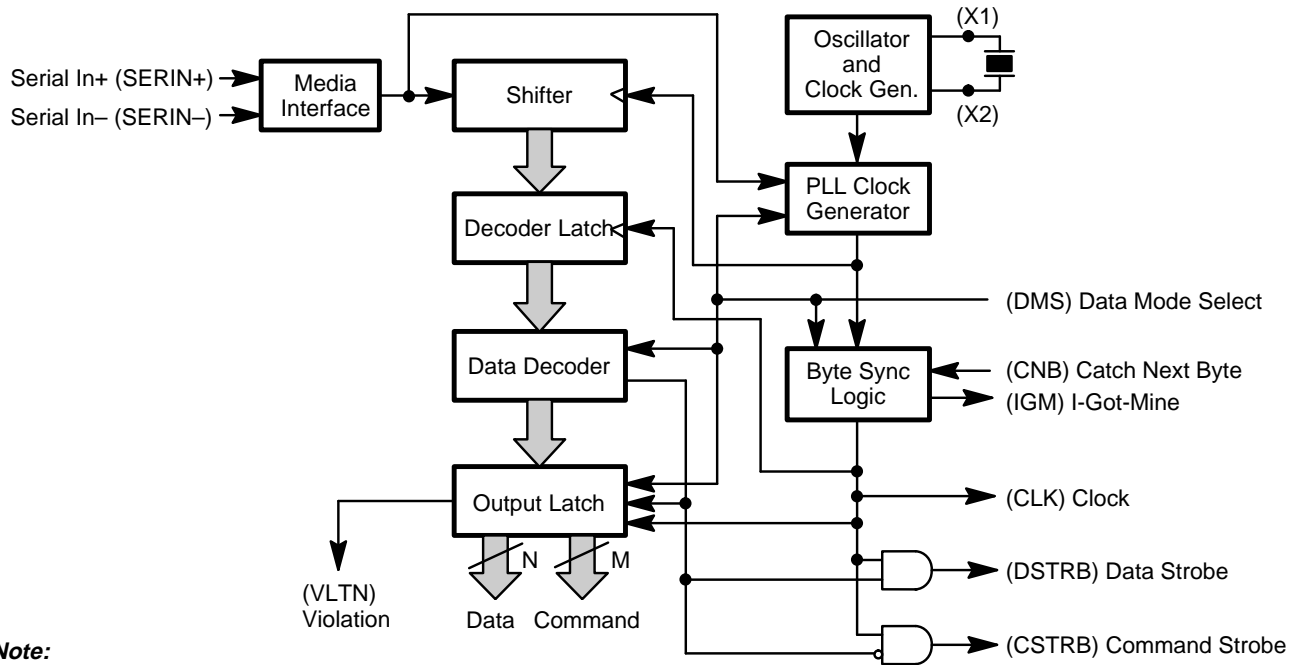 (X1)
Oscillator
and
Clock Gen.
(X2)
Serial In+ (SERIN+)
Serial In– (SERIN–)
Media
Interface
Shifter
PLL Clock
Generator
Decoder Latch
(DMS) Data Mode Select
Data Decoder
Byte Sync
Logic
(CNB) Catch Next Byte
(IGM) I-Got-Mine
Output Latch
(CLK) Clock
N
M
(VLTN)
Violation
Data
Command
(DSTRB) Data Strobe
(CSTRB) Command Strobe
Note: